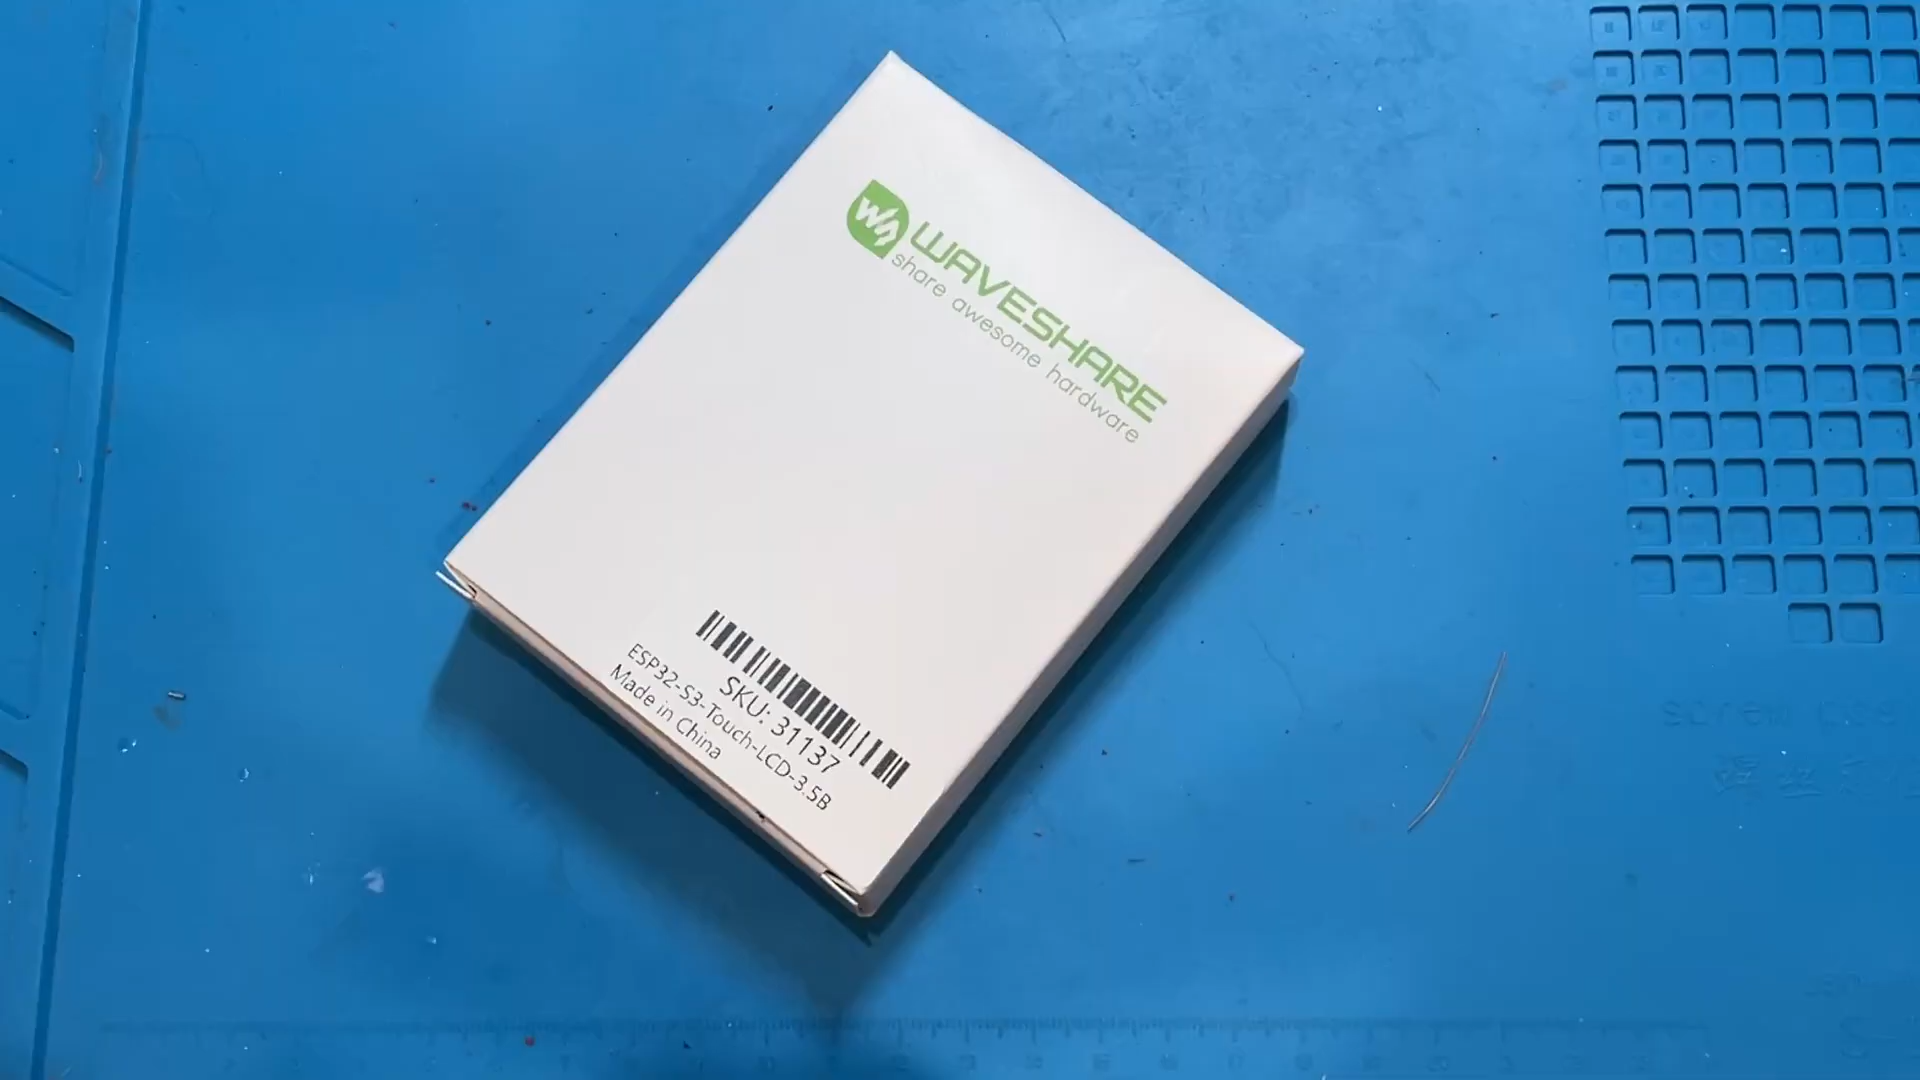 WAVESHARE
share awesome hardware
SKU: 31137
ESP32-S3-Touch-LCD-3.5B
Made in China